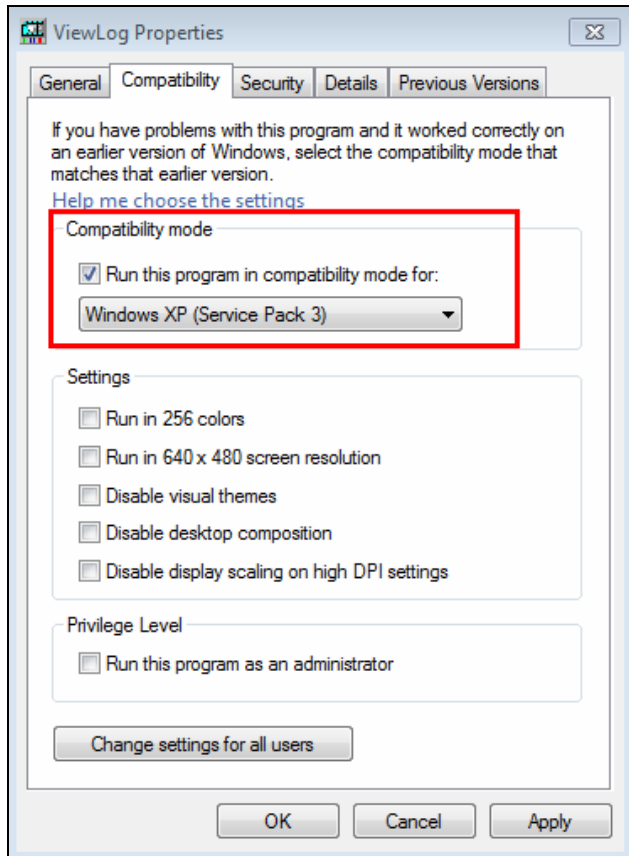 ViewLog Properties
General Compatibility Security Details Previous Versions
If you have problems with this program and it worked correctly on
an earlier version of Windows, select the compatibility mode that
matches that earlier version.
Help me choose the settings
Compatibility mode
Run this program in compatibility mode for:
Windows XP (Service Pack 3)
Settings
Run in 256 colors
Run in 640 x 480 screen resolution
Disable visual themes
Disable desktop composition
Disable display scaling on high DPI settings
Privilege Level
Run this program as an administrator
Change settings for all users
OK Cancel Apply